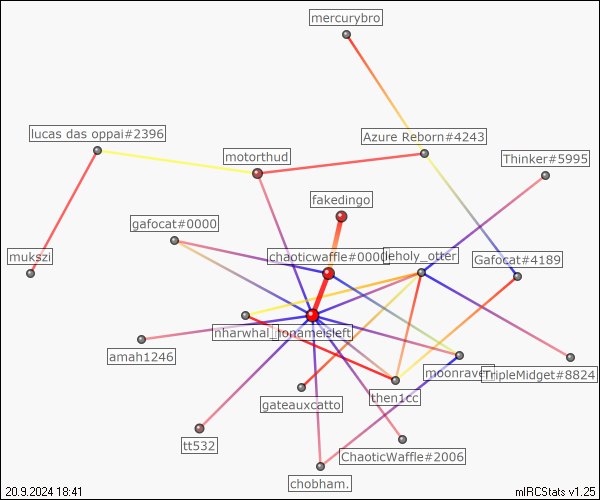 mercurybro
lucas das oppai#2396
Azure Reborn#4243
motorthud
Thinker#5995
fakedingo
gafocat#0000
chaoticwaffle#0000
leholy_otter
Gafocat#4189
mukszi
nharwhal_
nonameisleft
amah1246
moonraven
TripleMidget#8824
then1cc
gateauxcatto
tt532
ChaoticWaffle#2006
chobham.
20.9.2024 18:41
mIRCStats v1.25